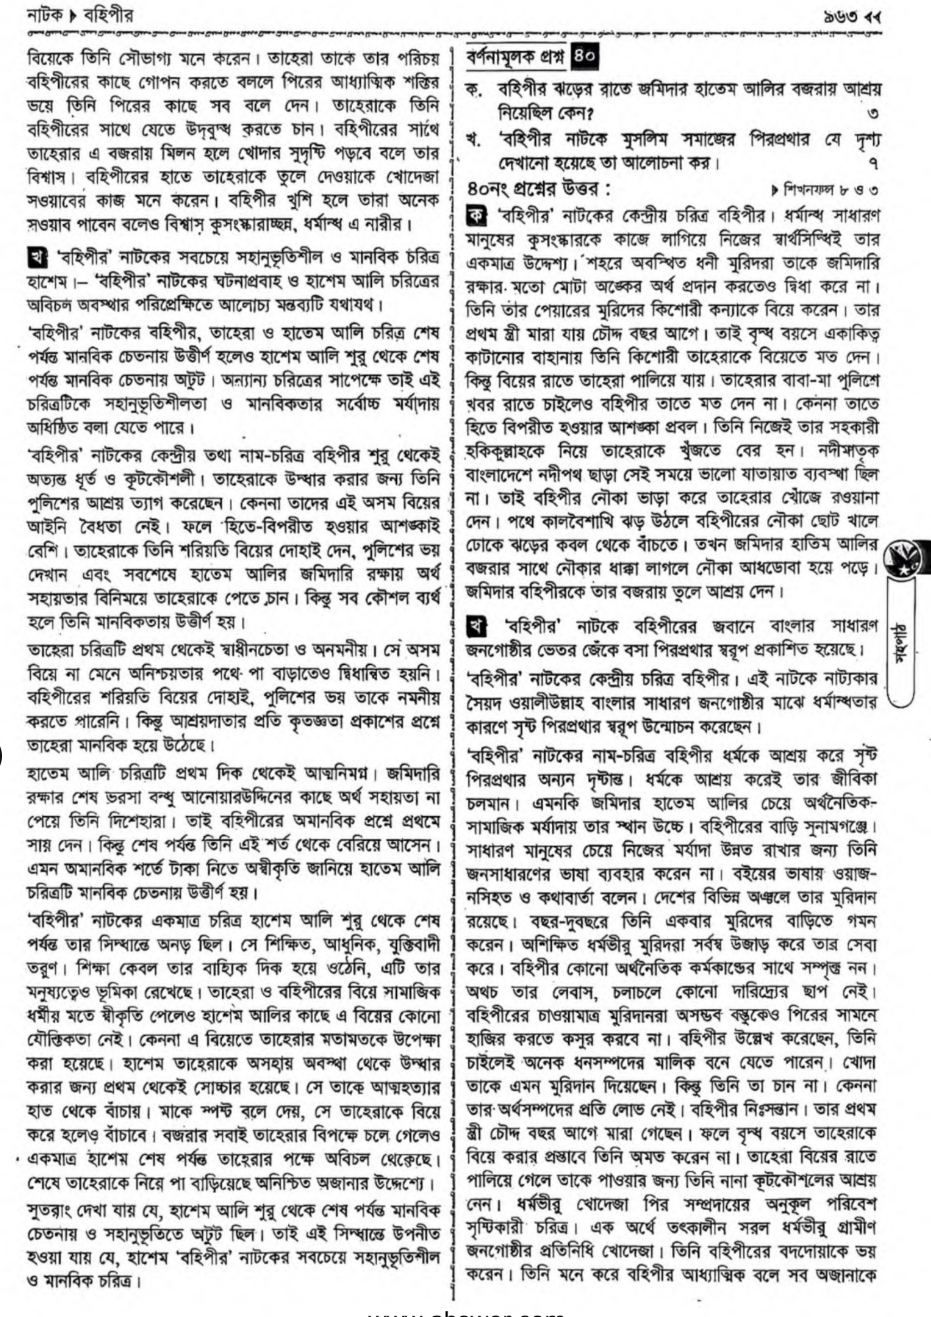 নাটক ▶ বহিপীর
৯৬৩ ◀◀
বিয়েকে তিনি সৌভাগ্য মনে করেন। তাহেরা তাকে তার পরিচয়
বহিপীরের কাছে গোপন করতে বললে পিরের আধ্যাত্মিক শক্তির
ভয়ে তিনি পিরের কাছে সব বলে দেন। তাহেরাকে তিনি
বহিপীরের সাথে যেতে উদ্বুদ্ধ করতে চান। বহিপীরের সাথে
তাহেরার এ বজরায় মিলন হলে খোদার সুদৃষ্টি পড়বে বলে তার
বিশ্বাস। বহিপীরের হাতে তাহেরাকে তুলে দেওয়াকে খোদেজা
সওয়াবের কাজ মনে করেন। বহিপীর খুশি হলে তারা অনেক
সওয়াব পাবেন বলেও বিশ্বাস কুসংস্কারাচ্ছন্ন, ধর্মান্ধ এ নারীর।
খ 'বহিপীর' নাটকের সবচেয়ে সহানুভূতিশীল ও মানবিক চরিত্র
হাশেম।– 'বহিপীর' নাটকের ঘটনাপ্রবাহ ও হাশেম আলি চরিত্রের
অবিচল অবস্থার পরিপ্রেক্ষিতে আলোচ্য মন্তব্যটি যথাযথ।
'বহিপীর' নাটকের বহিপীর, তাহেরা ও হাতেম আলি চরিত্র শেষ
পর্যন্ত মানবিক চেতনায় উত্তীর্ণ হলেও হাশেম আলি শুরু থেকে শেষ
পর্যন্ত মানবিক চেতনায় অটুট। অন্যান্য চরিত্রের সাপেক্ষে তাই এই
চরিত্রটিকে সহানুভূতিশীলতা ও মানবিকতার সর্বোচ্চ মর্যাদায়
অধিষ্ঠিত বলা যেতে পারে।
'বহিপীর' নাটকের কেন্দ্রীয় তথা নাম-চরিত্র বহিপীর শুরু থেকেই
অত্যন্ত ধূর্ত ও কূটকৌশলী। তাহেরাকে উদ্ধার করার জন্য তিনি
পুলিশের আশ্রয় ত্যাগ করেছেন। কেননা তাদের এই অসম বিয়ের
আইনি বৈধতা নেই। ফলে হিতে-বিপরীত হওয়ার আশঙ্কাই
বেশি। তাহেরাকে তিনি শরিয়তি বিয়ের দোহাই দেন, পুলিশের ভয়
দেখান এবং সবশেষে হাতেম আলির জমিদারি রক্ষায় অর্থ
সহায়তার বিনিময়ে তাহেরাকে পেতে চান। কিন্তু সব কৌশল ব্যর্থ
হলে তিনি মানবিকতায় উত্তীর্ণ হয়।
তাহেরা চরিত্রটি প্রথম থেকেই স্বাধীনচেতা ও অনমনীয়। সে অসম
বিয়ে না মেনে অনিশ্চয়তার পথে পা বাড়াতেও দ্বিধান্বিত হয়নি।
বহিপীরের শরিয়তি বিয়ের দোহাই, পুলিশের ভয় তাকে নমনীয়
করতে পারেনি। কিন্তু আশ্রয়দাতার প্রতি কৃতজ্ঞতা প্রকাশের প্রশ্নে
তাহেরা মানবিক হয়ে উঠেছে।
হাতেম আলি চরিত্রটি প্রথম দিক থেকেই আত্মনিমগ্ন। জমিদারি
রক্ষার শেষ ভরসা বন্ধু আনোয়ারউদ্দিনের কাছে অর্থ সহায়তা না
পেয়ে তিনি দিশেহারা। তাই বহিপীরের অমানবিক প্রশ্নে প্রথমে
সায় দেন। কিন্তু শেষ পর্যন্ত তিনি এই শর্ত থেকে বেরিয়ে আসেন।
এমন অমানবিক শর্তে টাকা নিতে অস্বীকৃতি জানিয়ে হাতেম আলি
চরিত্রটি মানবিক চেতনায় উত্তীর্ণ হয়।
'বহিপীর' নাটকের একমাত্র চরিত্র হাশেম আলি শুরু থেকে শেষ
পর্যন্ত তার সিদ্ধান্তে অনড় ছিল। সে শিক্ষিত, আধুনিক, যুক্তিবাদী
তরুণ। শিক্ষা কেবল তার বাহ্যিক দিক হয়ে ওঠেনি, এটি তার
মনুষ্যত্বেও ভূমিকা রেখেছে। তাহেরা ও বহিপীরের বিয়ে সামাজিক
ধর্মীয় মতে স্বীকৃতি পেলেও হাশেম আলির কাছে এ বিয়ের কোনো
যৌক্তিকতা নেই। কেননা এ বিয়েতে তাহেরার মতামতকে উপেক্ষা
করা হয়েছে। হাশেম তাহেরাকে অসহায় অবস্থা থেকে উদ্ধার
করার জন্য প্রথম থেকেই সোচ্চার হয়েছে। সে তাকে আত্মহত্যার
হাত থেকে বাঁচায়। মাকে স্পষ্ট বলে দেয়, সে তাহেরাকে বিয়ে
করে হলেও বাঁচাবে। বজরার সবাই তাহেরার বিপক্ষে চলে গেলেও
একমাত্র হাশেম শেষ পর্যন্ত তাহেরার পক্ষে অবিচল থেকেছে।
শেষে তাহেরাকে নিয়ে পা বাড়িয়েছে অনিশ্চিত অজানার উদ্দেশ্যে।
সুতরাং দেখা যায় যে, হাশেম আলি শুরু থেকে শেষ পর্যন্ত মানবিক
চেতনায় ও সহানুভূতিতে অটুট ছিল। তাই এই সিদ্ধান্তে উপনীত
হওয়া যায় যে, হাশেম 'বহিপীর' নাটকের সবচেয়ে সহানুভূতিশীল
ও মানবিক চরিত্র।
বর্ণনামূলক প্রশ্ন ৪০
ক. বহিপীর ঝড়ের রাতে জমিদার হাতেম আলির বজরায় আশ্রয়
নিয়েছিল কেন? ৩
খ. 'বহিপীর নাটকে মুসলিম সমাজের পিরপ্রথার যে দৃশ্য
দেখানো হয়েছে তা আলোচনা কর। ৭
৪০নং প্রশ্নের উত্তর : ▶ শিখনফল ৮ ও ৩
ক 'বহিপীর' নাটকের কেন্দ্রীয় চরিত্র বহিপীর। ধর্মান্ধ সাধারণ
মানুষের কুসংস্কারকে কাজে লাগিয়ে নিজের স্বার্থসিদ্ধিই তার
একমাত্র উদ্দেশ্য। শহরে অবস্থিত ধনী মুরিদরা তাকে জমিদারি
রক্ষার মতো মোটা অঙ্কের অর্থ প্রদান করতেও দ্বিধা করে না।
তিনি তার পেয়ারের মুরিদের কিশোরী কন্যাকে বিয়ে করেন। তার
প্রথম স্ত্রী মারা যায় চৌদ্দ বছর আগে। তাই বৃদ্ধ বয়সে একাকিত্ব
কাটানোর বাহানায় তিনি কিশোরী তাহেরাকে বিয়েতে মত দেন।
কিন্তু বিয়ের রাতে তাহেরা পালিয়ে যায়। তাহেরার বাবা-মা পুলিশে
খবর রাতে চাইলেও বহিপীর তাতে মত দেন না। কেননা তাতে
হিতে বিপরীত হওয়ার আশঙ্কা প্রবল। তিনি নিজেই তার সহকারী
হকিকুল্লাহকে নিয়ে তাহেরাকে খুঁজতে বের হন। নদীমাতৃক
বাংলাদেশে নদীপথ ছাড়া সেই সময়ে ভালো যাতায়াত ব্যবস্থা ছিল
না। তাই বহিপীর নৌকা ভাড়া করে তাহেরার খোঁজে রওয়ানা
দেন। পথে কালবৈশাখি ঝড় উঠলে বহিপীরের নৌকা ছোট খালে
ঢোকে ঝড়ের কবল থেকে বাঁচতে। তখন জমিদার হাতিম আলির
বজরার সাথে নৌকার ধাক্কা লাগলে নৌকা আধডোবা হয়ে পড়ে।
জমিদার বহিপীরকে তার বজরায় তুলে আশ্রয় দেন।
খ 'বহিপীর' নাটকে বহিপীরের জবানে বাংলার সাধারণ
জনগোষ্ঠীর ভেতর জেঁকে বসা পিরপ্রথার স্বরূপ প্রকাশিত হয়েছে।
'বহিপীর' নাটকের কেন্দ্রীয় চরিত্র বহিপীর। এই নাটকে নাট্যকার
সৈয়দ ওয়ালীউল্লাহ বাংলার সাধারণ জনগোষ্ঠীর মাঝে ধর্মান্ধতার
কারণে সৃষ্ট পিরপ্রথার স্বরূপ উন্মোচন করেছেন।
'বহিপীর' নাটকের নাম-চরিত্র বহিপীর ধর্মকে আশ্রয় করে সৃষ্ট
পিরপ্রথার অন্যন দৃষ্টান্ত। ধর্মকে আশ্রয় করেই তার জীবিকা
চলমান। এমনকি জমিদার হাতেম আলির চেয়ে অর্থনৈতিক-
সামাজিক মর্যাদায় তার স্থান উচ্চে। বহিপীরের বাড়ি সুনামগঞ্জে।
সাধারণ মানুষের চেয়ে নিজের মর্যাদা উন্নত রাখার জন্য তিনি
জনসাধারণের ভাষা ব্যবহার করেন না। বইয়ের ভাষায় ওয়াজ-
নসিহত ও কথাবার্তা বলেন। দেশের বিভিন্ন অঞ্চলে তার মুরিদান
রয়েছে। বছর-দুবছরে তিনি একবার মুরিদের বাড়িতে গমন
করেন। অশিক্ষিত ধর্মভীরু মুরিদরা সর্বস্ব উজাড় করে তার সেবা
করে। বহিপীর কোনো অর্থনৈতিক কর্মকান্ডের সাথে সম্পৃক্ত নন।
অথচ তার লেবাস, চলাচলে কোনো দারিদ্র্যের ছাপ নেই।
বহিপীরের চাওয়ামাত্র মুরিদানরা অসম্ভব বস্তুকেও পিরের সামনে
হাজির করতে কসুর করবে না। বহিপীর উল্লেখ করেছেন, তিনি
চাইলেই অনেক ধনসম্পদের মালিক বনে যেতে পারেন। খোদা
তাকে এমন মুরিদান দিয়েছেন। কিন্তু তিনি তা চান না। কেননা
তার অর্থসম্পদের প্রতি লোভ নেই। বহিপীর নিঃসন্তান। তার প্রথম
স্ত্রী চৌদ্দ বছর আগে মারা গেছেন। ফলে বৃদ্ধ বয়সে তাহেরাকে
বিয়ে করার প্রস্তাবে তিনি অমত করেন না। তাহেরা বিয়ের রাতে
পালিয়ে গেলে তাকে পাওয়ার জন্য তিনি নানা কূটকৌশলের আশ্রয়
নেন। ধর্মভীরু খোদেজা পির সম্প্রদায়ের অনুকূল পরিবেশ
সৃষ্টিকারী চরিত্র। এক অর্থে তৎকালীন সরল ধর্মভীরু গ্রামীণ
জনগোষ্ঠীর প্রতিনিধি খোদেজা। তিনি বহিপীরের বদদোয়াকে ভয়
করেন। তিনি মনে করে বহিপীর আধ্যাত্মিক বলে সব অজানাকে
সহপাঠ